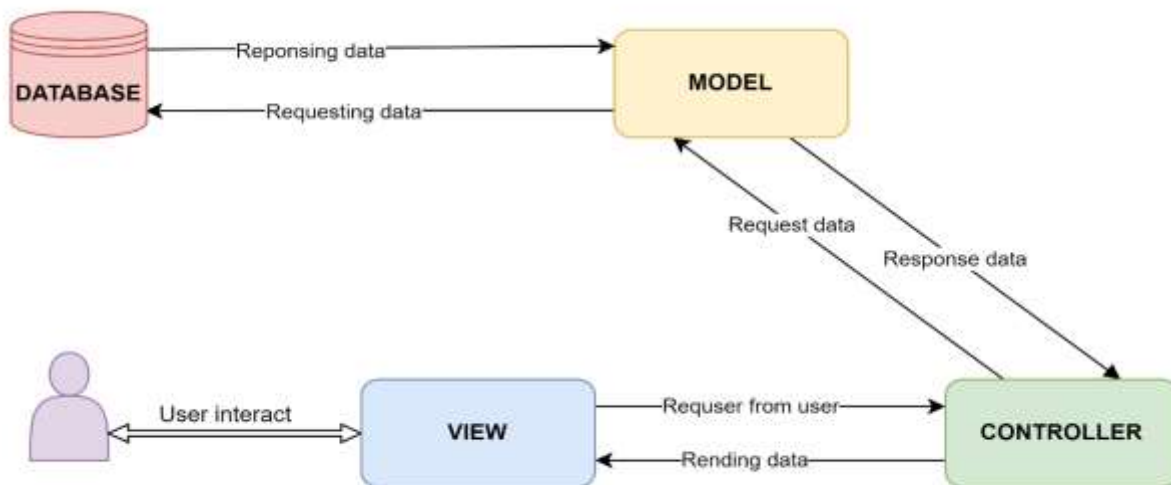 Reponsing data
DATABASE
MODEL
Requesting data
Request data
Response data
User interact
Requser from user
VIEW
CONTROLLER
Rending data